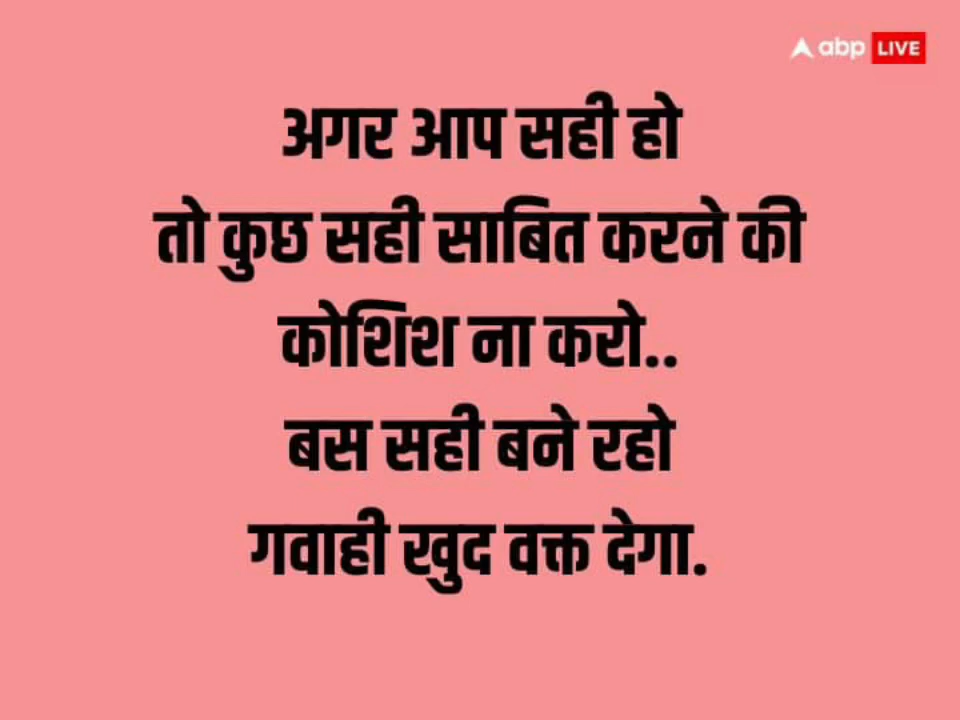 abp LIVE
अगर आप सही हो
तो कुछ सही साबित करने की
कोशिश ना करो..
बस सही बने रहो
गवाही खुद वक्त देगा.